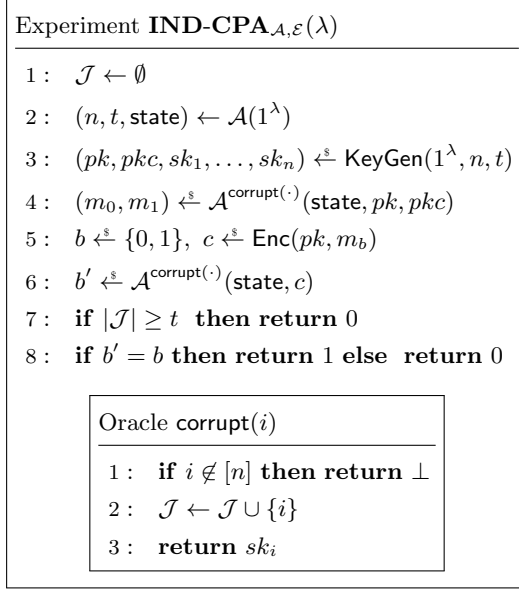 Experiment IND-CPA_{𝒜,ℰ}(λ)
1 : 𝒥 ← ∅
2 : (n, t, state) ← 𝒜(1^λ)
3 : (pk, pkc, sk_1, . . . , sk_n) ←$ KeyGen(1^λ, n, t)
4 : (m_0, m_1) ←$ 𝒜^{corrupt(·)}(state, pk, pkc)
5 : b ←$ {0, 1}, c ←$ Enc(pk, m_b)
6 : b′ ←$ 𝒜^{corrupt(·)}(state, c)
7 : if |𝒥| ≥ t then return 0
8 : if b′ = b then return 1 else return 0
Oracle corrupt(i)
1 : if i ∉ [n] then return ⊥
2 : 𝒥 ← 𝒥 ∪ {i}
3 : return sk_i